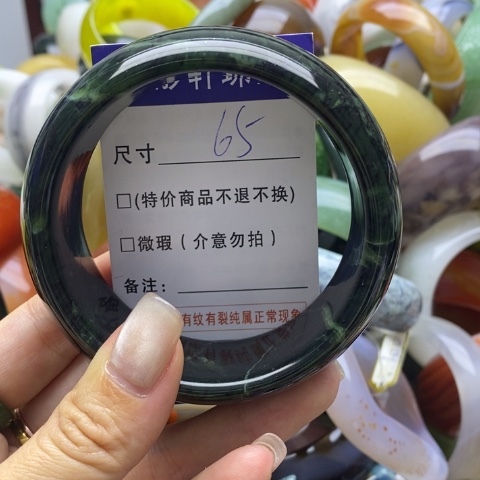 尺寸 65
□(特价商品不退不换)
□微瑕（介意勿拍）
备注：
有纹有裂纯属正常现象